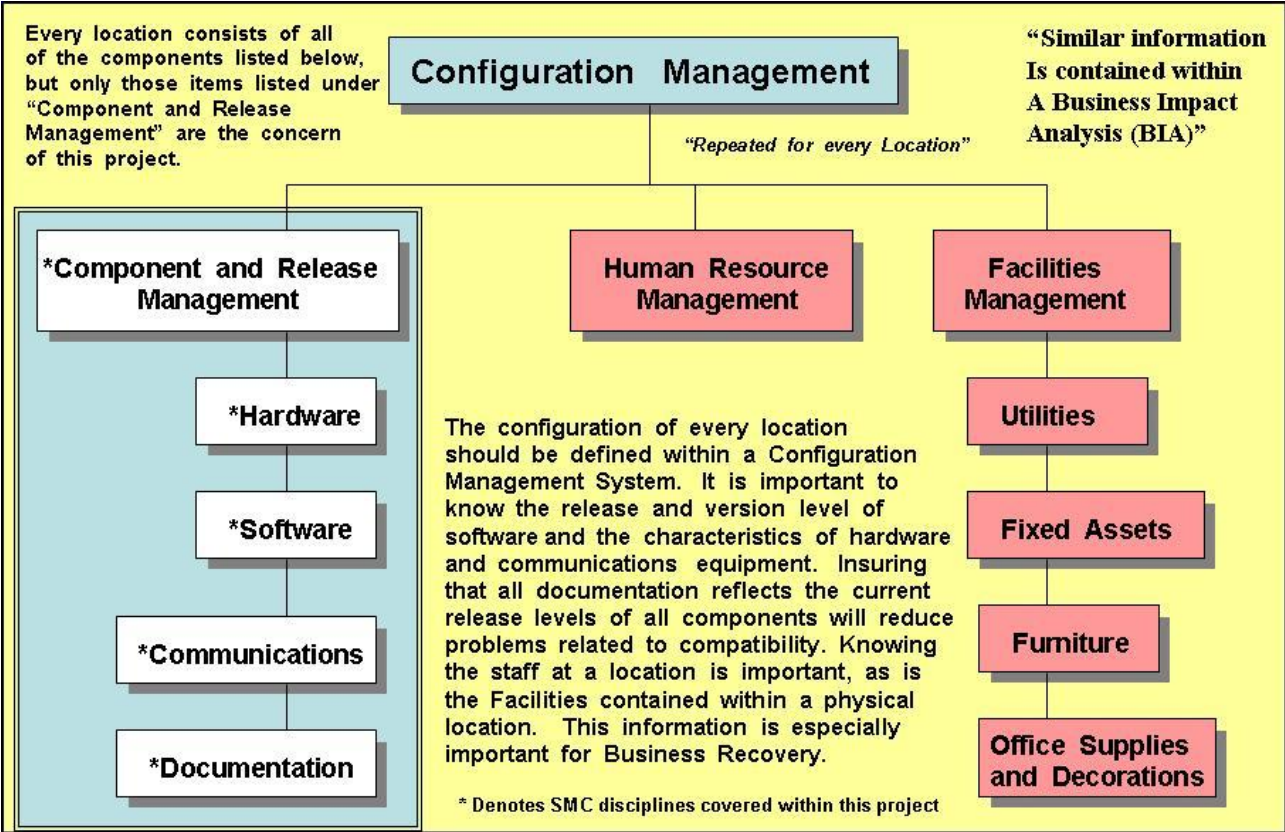 Every location consists of all
of the components listed below,
but only those items listed under
“Component and Release
Management” are the concern
of this project.
Configuration Management
“Similar information
Is contained within
A Business Impact
Analysis (BIA)”
“Repeated for every Location”
*Component and Release
Management
Human Resource
Management
Facilities
Management
*Hardware
*Software
*Communications
*Documentation
The configuration of every location
should be defined within a Configuration
Management System. It is important to
know the release and version level of
software and the characteristics of hardware
and communications equipment. Insuring
that all documentation reflects the current
release levels of all components will reduce
problems related to compatibility. Knowing
the staff at a location is important, as is
the Facilities contained within a physical
location. This information is especially
important for Business Recovery.
Utilities
Fixed Assets
Furniture
Office Supplies
and Decorations
* Denotes SMC disciplines covered within this project